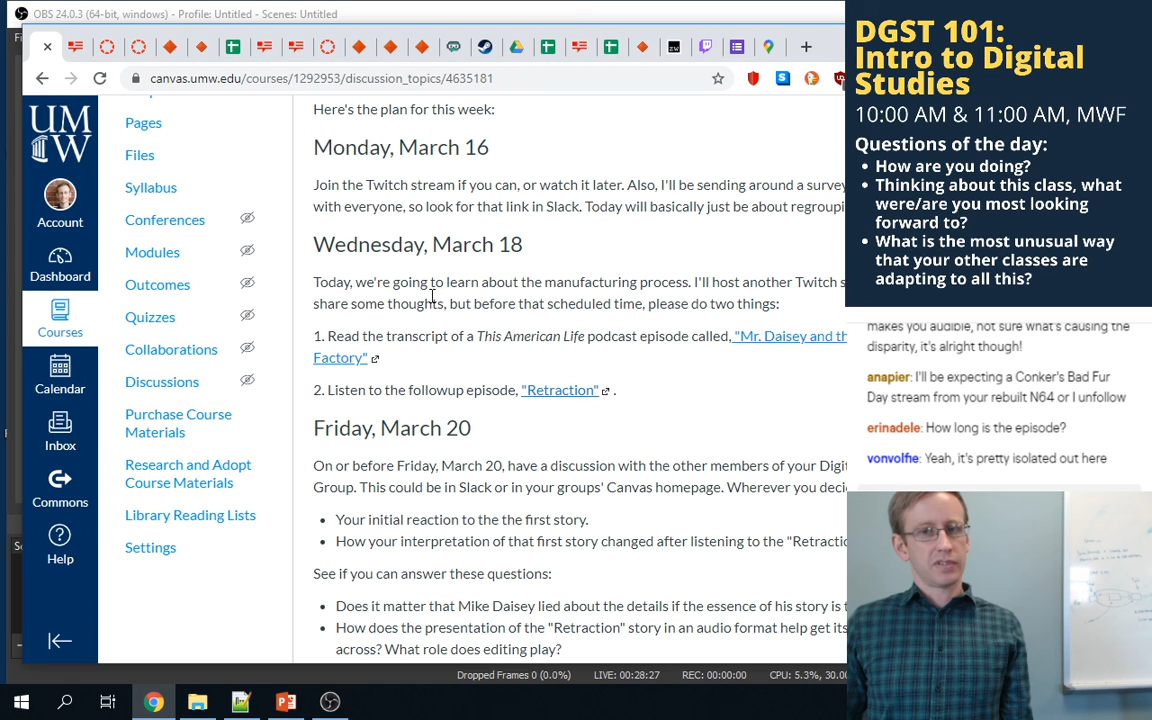 OBS 24.0.3 (64-bit, windows) - Profile: Untitled - Scenes: Untitled
canvas.umw.edu/courses/1292953/discussion_topics/4635181
UM
W
Account
Dashboard
Courses
Calendar
Inbox
Commons
Help
Pages
Files
Syllabus
Conferences
Modules
Outcomes
Quizzes
Collaborations
Discussions
Purchase Course
Materials
Research and Adopt
Course Materials
Library Reading Lists
Settings
Here's the plan for this week:
Monday, March 16
Join the Twitch stream if you can, or watch it later. Also, I'll be sending around a survey
with everyone, so look for that link in Slack. Today will basically just be about regroupi
Wednesday, March 18
Today, we're going to learn about the manufacturing process. I'll host another Twitch s
share some thoughts, but before that scheduled time, please do two things:
1. Read the transcript of a This American Life podcast episode called, "Mr. Daisey and th
Factory"
2. Listen to the followup episode, "Retraction" .
Friday, March 20
On or before Friday, March 20, have a discussion with the other members of your Digit
Group. This could be in Slack or in your groups' Canvas homepage. Wherever you decid
• Your initial reaction to the the first story.
• How your interpretation of that first story changed after listening to the "Retractio
See if you can answer these questions:
• Does it matter that Mike Daisey lied about the details if the essence of his story is t
• How does the presentation of the "Retraction" story in an audio format help get its
across? What role does editing play?
Dropped Frames 0 (0.0%) LIVE: 00:28:27 REC: 00:00:00 CPU: 5.3%, 30.00
DGST 101:
Intro to Digital
Studies
10:00 AM & 11:00 AM, MWF
Questions of the day:
• How are you doing?
• Thinking about this class, what
were/are you most looking
forward to?
• What is the most unusual way
that your other classes are
adapting to all this?
makes you audible, not sure what's causing the
disparity, it's alright though!
anapier: I'll be expecting a Conker's Bad Fur
Day stream from your rebuilt N64 or I unfollow
erinadele: How long is the episode?
vonvolfie: Yeah, it's pretty isolated out here